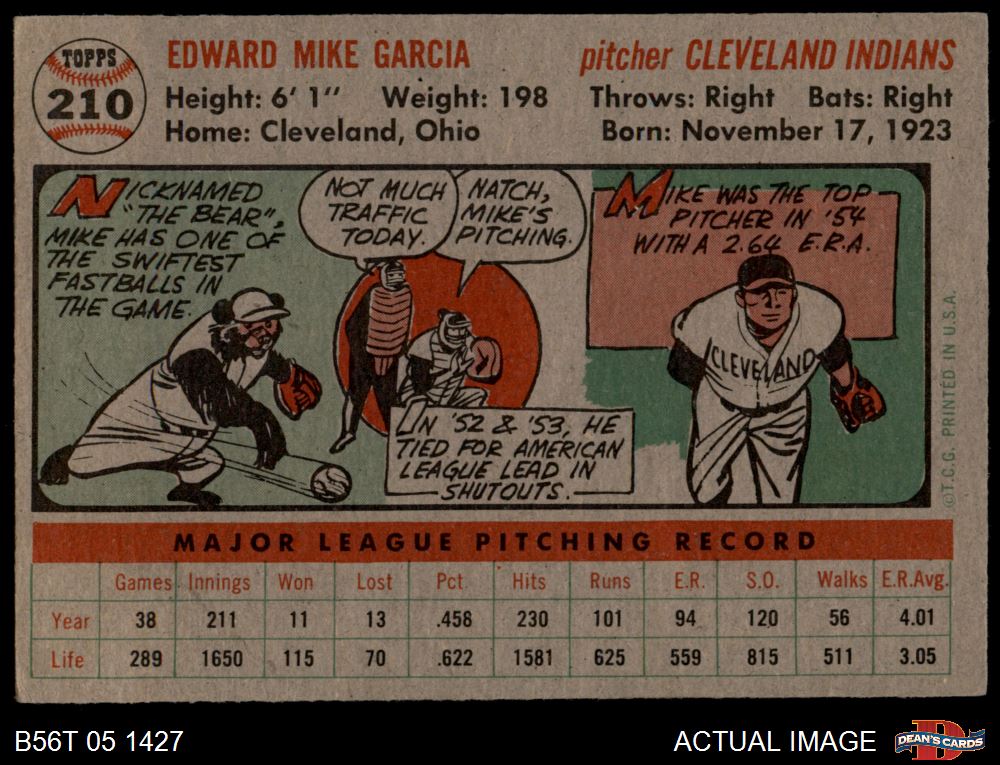 TOPPS
210
EDWARD MIKE GARCIA
pitcher CLEVELAND INDIANS
Height: 6' 1" Weight: 198 Throws: Right Bats: Right
Home: Cleveland, Ohio Born: November 17, 1923
NICKNAMED
"THE BEAR",
MIKE HAS ONE OF
THE SWIFTEST
FASTBALLS IN
THE GAME.
NOT MUCH
TRAFFIC
TODAY.
NATCH,
MIKE'S
PITCHING.
IN '52 & '53, HE
TIED FOR AMERICAN
LEAGUE LEAD IN
SHUTOUTS.
MIKE WAS THE TOP
PITCHER IN '54
WITH A 2.64 E.R.A.
CLEVELAND
©T.C.G. PRINTED IN U.S.A.
MAJOR LEAGUE PITCHING RECORD
Games Innings Won Lost Pct. Hits Runs E.R. S.O. Walks E.R.Avg.
Year 38 211 11 13 .458 230 101 94 120 56 4.01
Life 289 1650 115 70 .622 1581 625 559 815 511 3.05
B56T 05 1427
ACTUAL IMAGE
DEAN'S CARDS